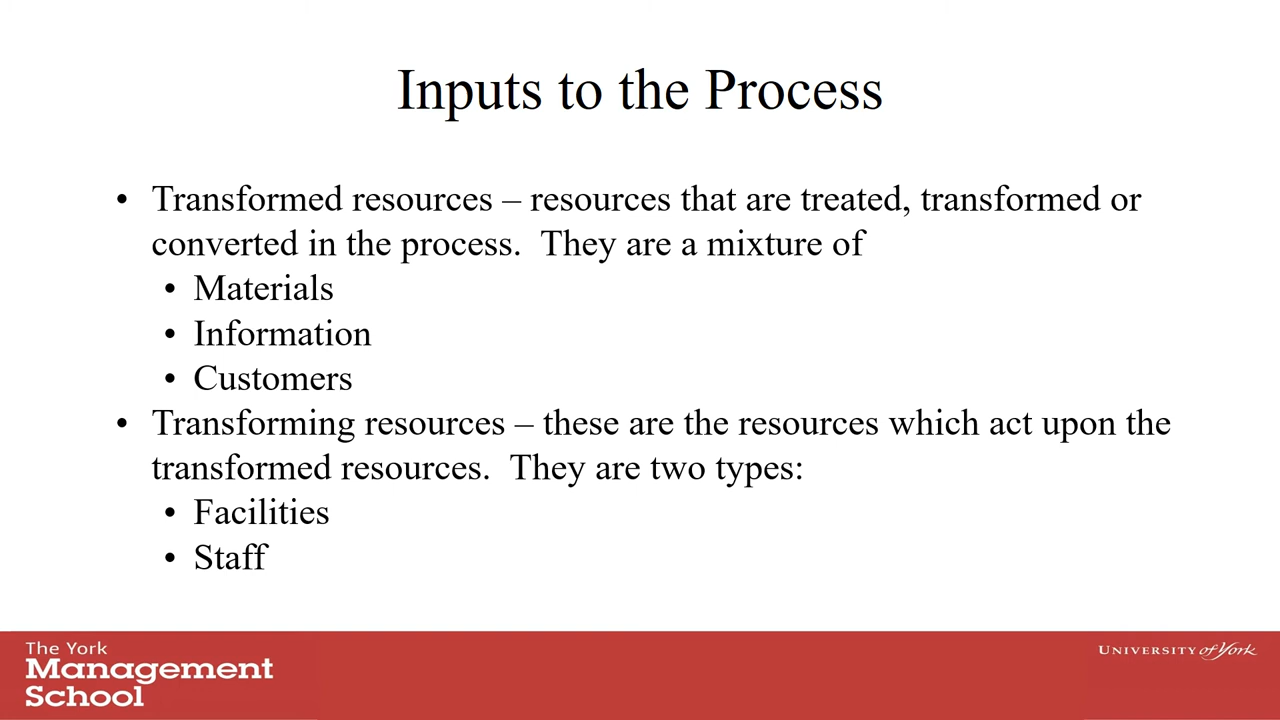 Inputs to the Process
• Transformed resources – resources that are treated, transformed or
converted in the process.  They are a mixture of
• Materials
• Information
• Customers
• Transforming resources – these are the resources which act upon the
transformed resources.  They are two types:
• Facilities
• Staff
The York
Management
School
UNIVERSITY of York